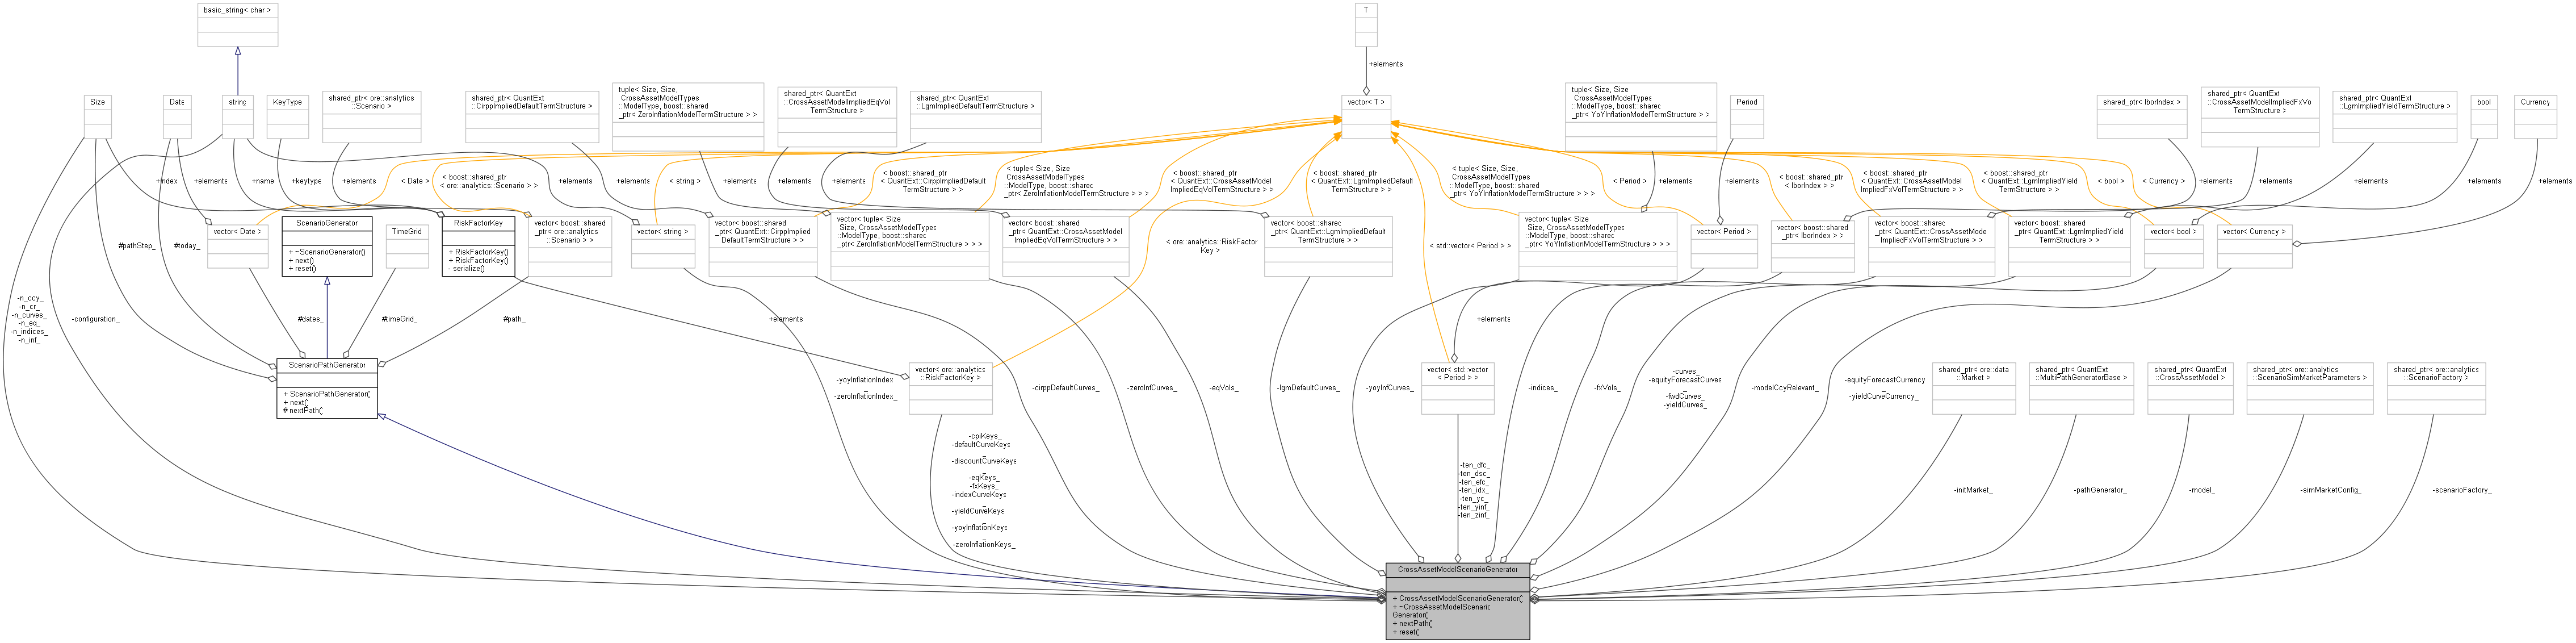 basic_string< char >
T
+elements
Size
Date
string
KeyType
shared_ptr< ore::analytics
::Scenario >
shared_ptr< QuantExt
::CirppImpliedDefaultTermStructure >
tuple< Size, Size,
CrossAssetModelTypes
::ModelType, boost::shared
_ptr< ZeroInflationModelTermStructure > >
shared_ptr< QuantExt
::CrossAssetModelImpliedEqVol
TermStructure >
shared_ptr< QuantExt
::LgmImpliedDefaultTermStructure >
vector< T >
tuple< Size, Size
CrossAssetModelTypes
::ModelType, boost::sharec
_ptr< YoYInflationModelTermStructure > >
Period
shared_ptr< IborIndex >
shared_ptr< QuantExt
::CrossAssetModelImpliedFxVo
TermStructure >
shared_ptr< QuantExt
::LgmImpliedYieldTermStructure >
bool
Currency
+index
+elements
+name
+keytype
+elements
< Date >
< boost::shared_ptr
< ore::analytics::Scenario > >
+elements
+elements
< string >
+elements
< boost::shared_ptr
< QuantExt::CirppImpliedDefault
TermStructure > >
+elements
+elements
< tuple< Size, Size
CrossAssetModelTypes
::ModelType, boost::sharec
_ptr< ZeroInflationModelTermStructure > > >
< boost::shared_ptr
< QuantExt::CrossAssetModel
ImpliedEqVolTermStructure > >
< boost::shared_ptr
< QuantExt::LgmImpliedDefault
TermStructure > >
< tuple< Size, Size,
CrossAssetModelTypes
::ModelType, boost::shared
_ptr< YoYInflationModelTermStructure > > >
+elements
< Period >
+elements
< boost::shared_ptr
< IborIndex > >
+elements
< boost::shared_ptr
< QuantExt::CrossAssetModel
ImpliedFxVolTermStructure > >
+elements
< boost::shared_ptr
< QuantExt::LgmImpliedYield
TermStructure > >
+elements
< bool >
+elements
< Currency >
+elements
#pathStep_
#today_
vector< Date >
ScenarioGenerator
+ ~ScenarioGenerator()
+ next()
+ reset()
TimeGrid
RiskFactorKey
+ RiskFactorKey()
+ RiskFactorKey()
- serialize()
vector< boost::shared
_ptr< ore::analytics
::Scenario > >
vector< string >
vector< boost::shared
_ptr< QuantExt::CirppImplied
DefaultTermStructure > >
vector< tuple< Size
Size, CrossAssetModelTypes
::ModelType, boost::sharec
_ptr< ZeroInflationModelTermStructure > > >
vector< boost::shared
_ptr< QuantExt::CrossAssetModel
ImpliedEqVolTermStructure > >
< ore::analytics::RiskFactor
Key >
vector< boost::sharec
_ptr< QuantExt::LgmImpliedDefault
TermStructure > >
< std::vector< Period > >
vector< tuple< Size
Size, CrossAssetModelTypes
::ModelType, boost::sharec
_ptr< YoYInflationModelTermStructure > > >
vector< Period >
vector< boost::shared
_ptr< IborIndex > >
vector< boost::sharec
_ptr< QuantExt::CrossAssetMode
ImpliedFxVolTermStructure > >
vector< boost::shared
_ptr< QuantExt::LgmImpliedYield
TermStructure > >
vector< bool >
vector< Currency >
-n_ccy_
-n_cr_
-n_curves_
-n_eq_
-n_indices_
-n_inf_
-configuration_
#dates_
#timeGrid_
#path_
+elements
+elements
ScenarioPathGenerator
+ ScenarioPathGenerator(
+ next(
# nextPath(
-yoyInflationIndex
_
-zeroInflationIndex_
vector< ore::analytics
::RiskFactorKey >
-cirppDefaultCurves_
-zeroInfCurves_
-eqVols_
-lgmDefaultCurves_
-yoyInfCurves_
vector< std::vector
< Period > >
-indices_
-fxVols_
-curves_
-equityForecastCurves
_
-fwdCurves_
-yieldCurves_
-modelCcyRelevant_
-equityForecastCurrency
_
-yieldCurveCurrency_
shared_ptr< ore::data
::Market >
shared_ptr< QuantExt
::MultiPathGeneratorBase >
shared_ptr< QuantExt
::CrossAssetModel >
shared_ptr< ore::analytics
::ScenarioSimMarketParameters >
shared_ptr< ore::analytics
::ScenarioFactory >
-cpiKeys_
-defaultCurveKeys
_
-discountCurveKeys
_
-eqKeys_
-fxKeys_
-indexCurveKeys
_
-yieldCurveKeys
_
-yoyInflationKeys
_
-zeroInflationKeys_
-ten_dfc_
-ten_dsc_
-ten_efc_
-ten_idx_
-ten_yc_
-ten_yinf_
-ten_zinf_
-initMarket_
-pathGenerator_
-model_
-simMarketConfig_
-scenarioFactory_
CrossAssetModelScenarioGenerator
+ CrossAssetModelScenarioGenerator(
+ ~CrossAssetModelScenario
Generator(
+ nextPath(
+ reset(